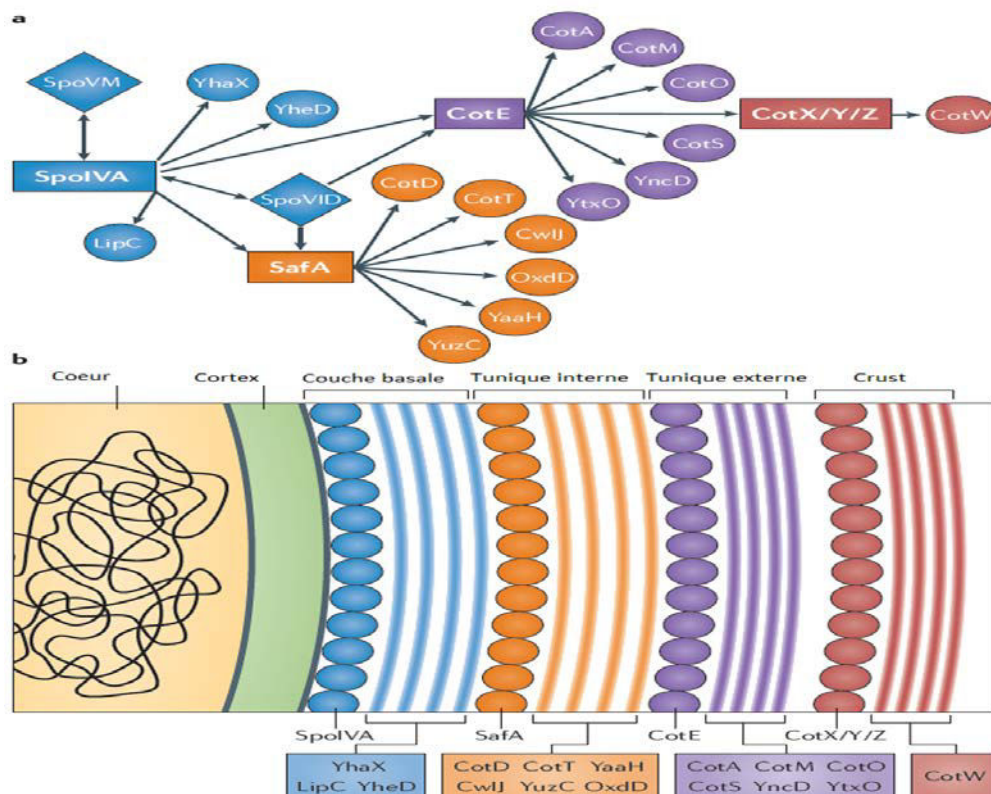 a
SpoVM
YhaX
YheD
SpoIVA
LipC
SpoVID
CotE
CotA
CotM
CotO
CotS
YncD
YtxO
CotX/Y/Z
CotW
SafA
CotD
CotT
CwlJ
OxdD
YaaH
YuzC
b
Coeur
Cortex
Couche basale
Tunique interne
Tunique externe
Crust
SpoIVA
SafA
CotE
CotX/Y/Z
YhaX
LipC YheD
CotD CotT YaaH
CwlJ YuzC OxdD
CotA CotM CotO
CotS YncD YtxO
CotW